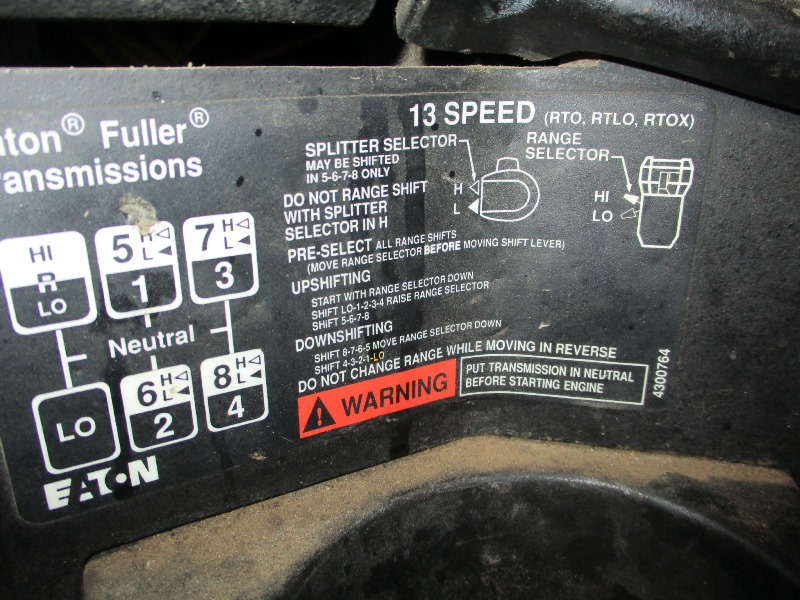 aton® Fuller®
ransmissions
HI
R
LO
5 H L
1
7 H L
3
Neutral
LO
6 H L
2
8 H L
4
EATON
13 SPEED (RTO, RTLO, RTOX)
SPLITTER SELECTOR
MAY BE SHIFTED
IN 5-6-7-8 ONLY
H
L
RANGE
SELECTOR
HI
LO
DO NOT RANGE SHIFT
WITH SPLITTER
SELECTOR IN H
PRE-SELECT ALL RANGE SHIFTS
(MOVE RANGE SELECTOR BEFORE MOVING SHIFT LEVER)
UPSHIFTING
START WITH RANGE SELECTOR DOWN
SHIFT LO-1-2-3-4 RAISE RANGE SELECTOR
SHIFT 5-6-7-8
DOWNSHIFTING
SHIFT 8-7-6-5 MOVE RANGE SELECTOR DOWN
SHIFT 4-3-2-1-LO
DO NOT CHANGE RANGE WHILE MOVING IN REVERSE
WARNING
PUT TRANSMISSION IN NEUTRAL
BEFORE STARTING ENGINE
4300764